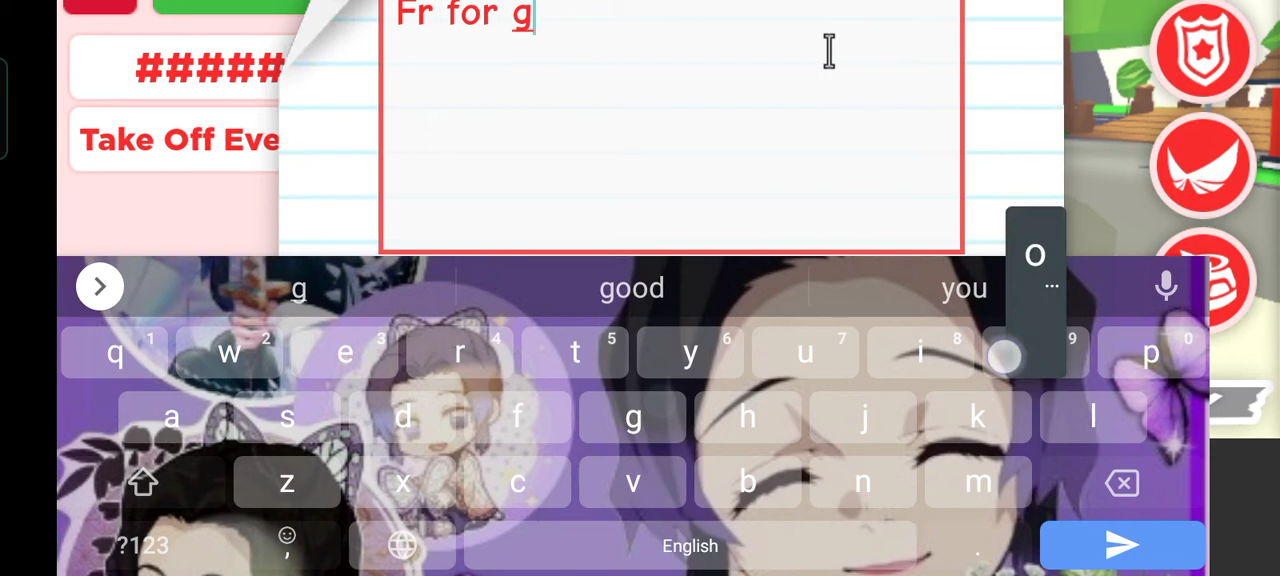 Fr for g
#####
Take Off Eve
g good you
o
...
q 1 w 2 e 3 r 4 t 5 y 6 u 7 i 8 9 p 0
a s d f g h j k l
z x c v b n m
?123 , English .